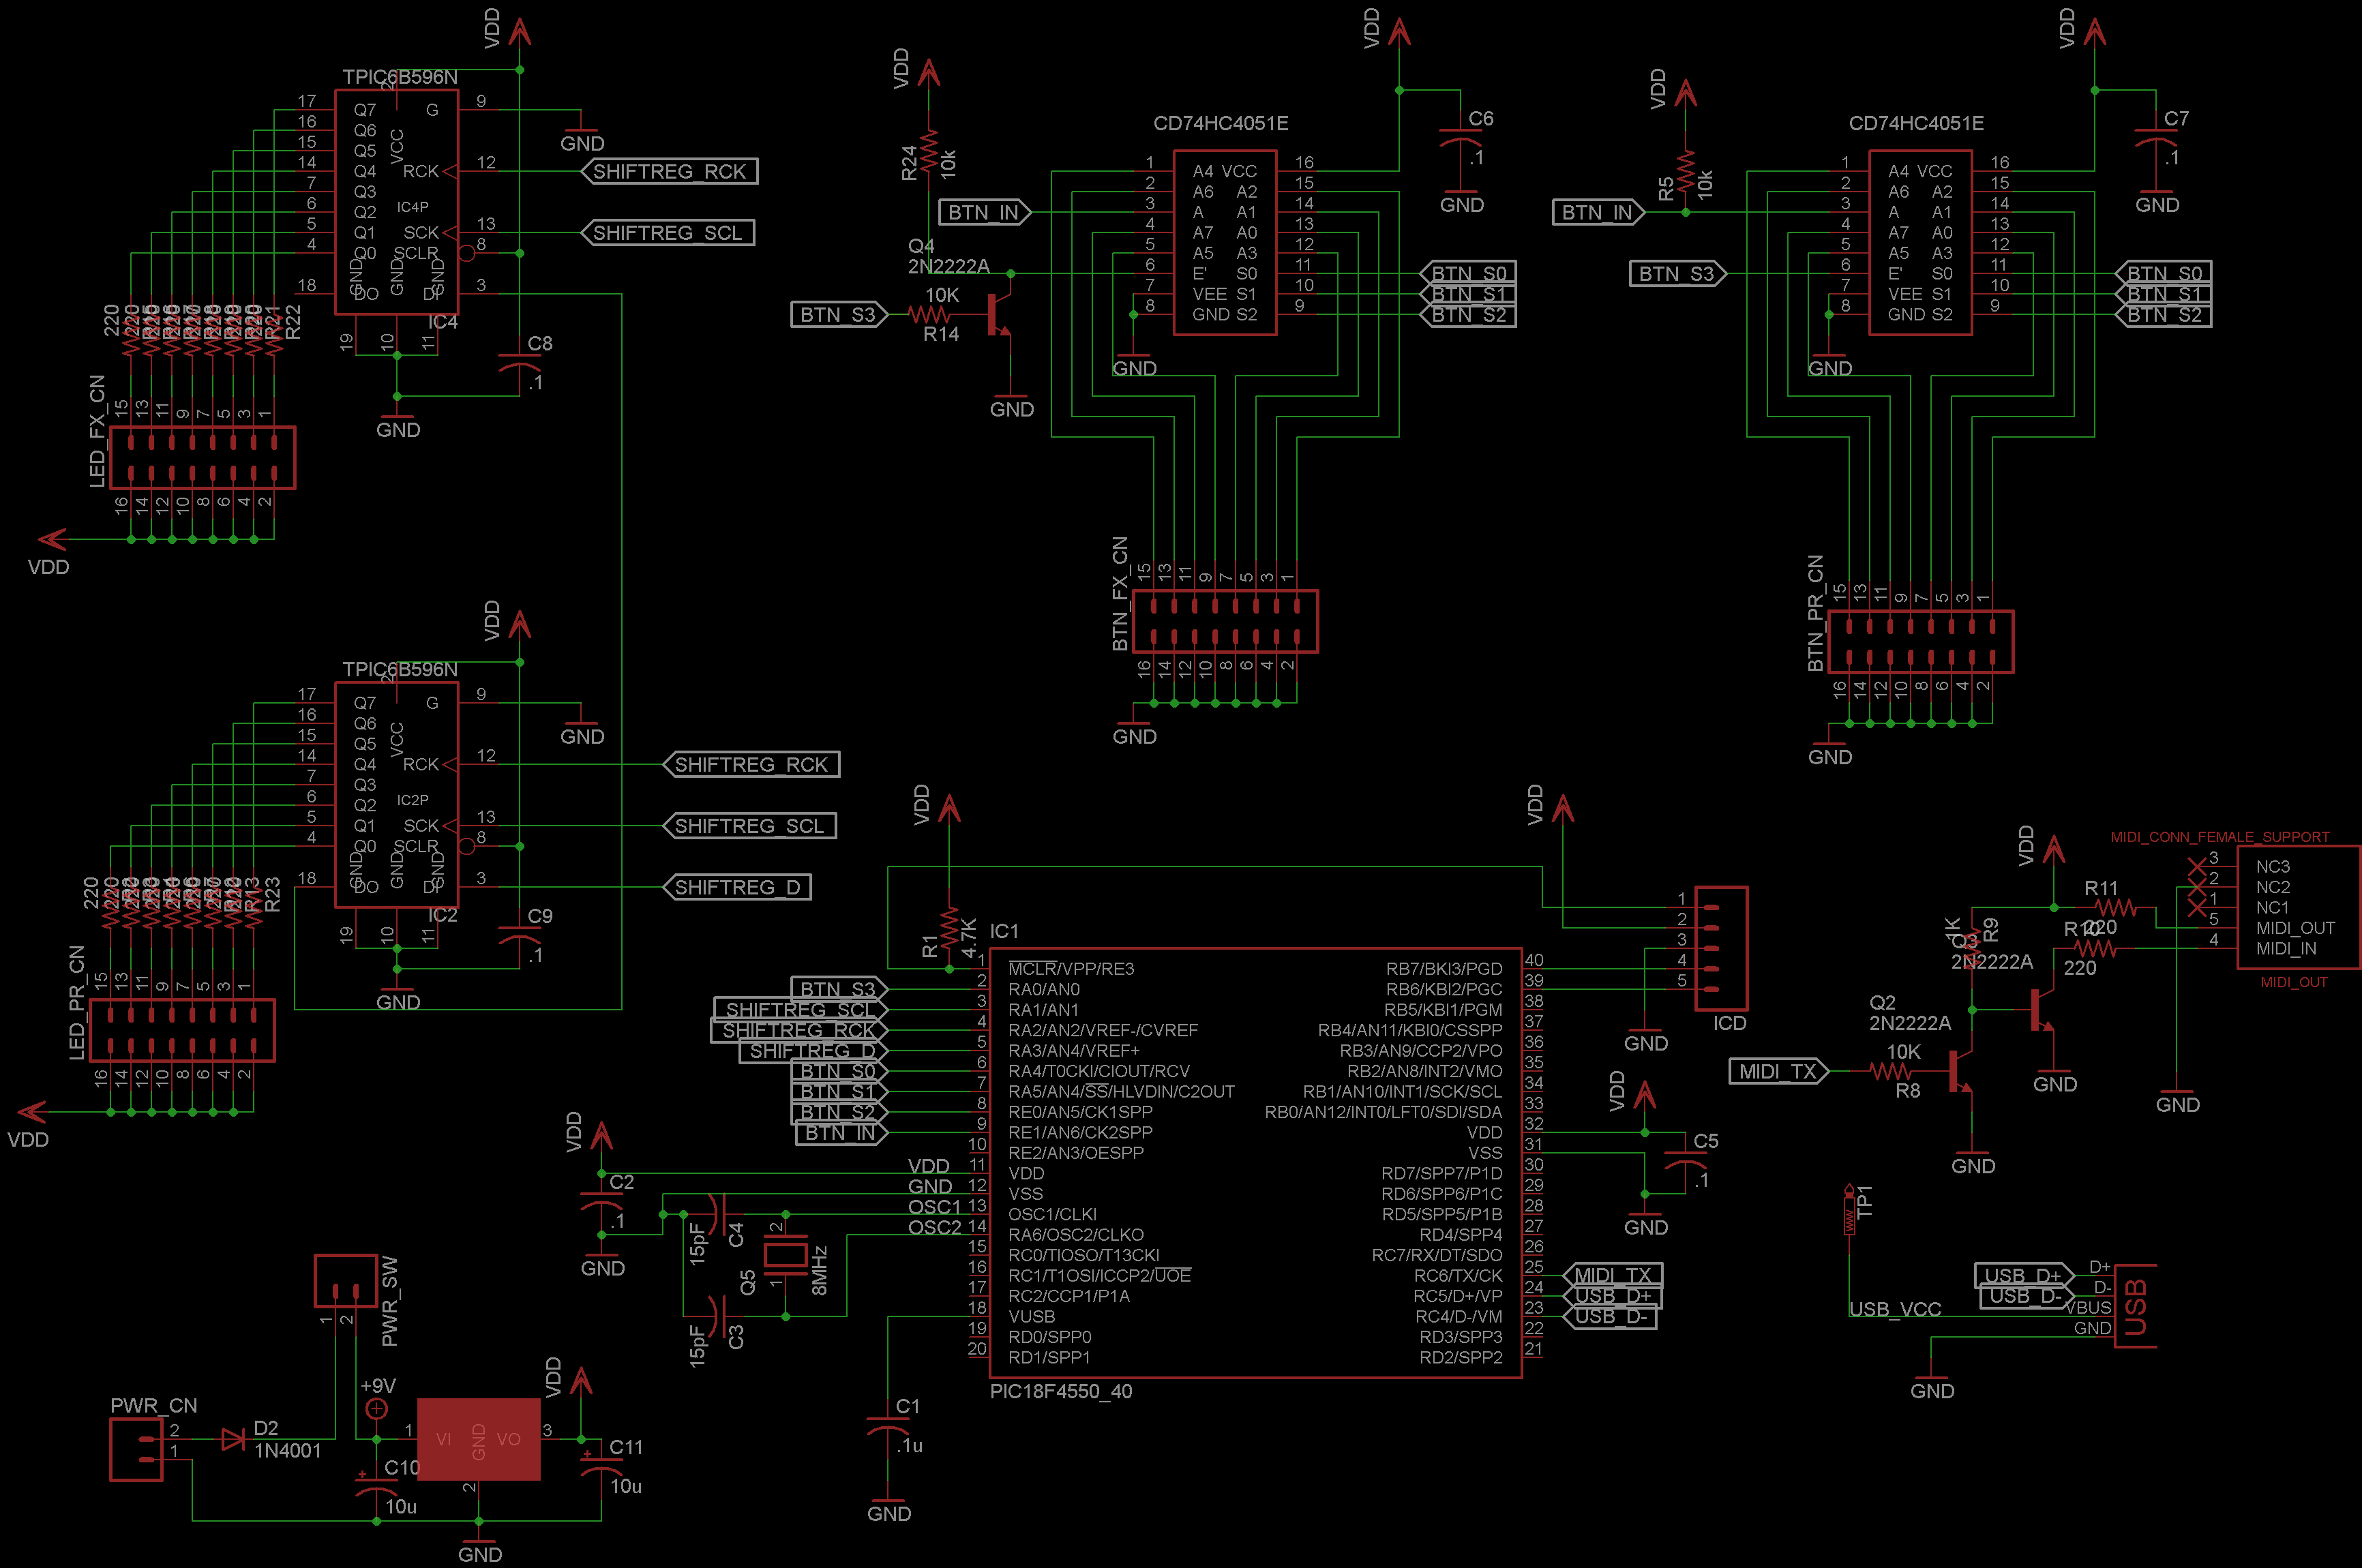 VDD
TPIC6B596N
2
17 Q7 G 9
16 Q6
15 Q5
14 Q4 RCK 12
7 Q3
6 Q2
5 Q1 SCK 13
4 Q0 SCLR 8
18 DO DI 3
VCC
IC4P
GND GND GND
19 10 11
IC4
GND
SHIFTREG_RCK
SHIFTREG_SCL
C8
.1
GND
220
R21
R22
LED_FX_CN
15 13 11 9 7 5 3 1
16 14 12 10 8 6 4 2
VDD
VDD
VDD
R24
10k
BTN_IN
Q4
2N2222A
BTN_S3
10K
R14
GND
CD74HC4051E
1 A4 VCC 16
2 A6 A2 15
3 A A1 14
4 A7 A0 13
5 A5 A3 12
6 E' S0 11
7 VEE S1 10
8 GND S2 9
C6
.1
GND
BTN_S0
BTN_S1
BTN_S2
GND
BTN_FX_CN
15 13 11 9 7 5 3 1
16 14 12 10 8 6 4 2
GND
VDD
VDD
R5
10k
BTN_IN
BTN_S3
CD74HC4051E
1 A4 VCC 16
2 A6 A2 15
3 A A1 14
4 A7 A0 13
5 A5 A3 12
6 E' S0 11
7 VEE S1 10
8 GND S2 9
C7
.1
GND
BTN_S0
BTN_S1
BTN_S2
GND
BTN_PR_CN
15 13 11 9 7 5 3 1
16 14 12 10 8 6 4 2
GND
VDD
TPIC6B596N
2
17 Q7 G 9
16 Q6
15 Q5
14 Q4 RCK 12
7 Q3
6 Q2
5 Q1 SCK 13
4 Q0 SCLR 8
18 DO DI 3
VCC
IC2P
GND GND GND
19 10 11
IC2
GND
SHIFTREG_RCK
SHIFTREG_SCL
SHIFTREG_D
C9
.1
GND
220
R13
R23
LED_PR_CN
15 13 11 9 7 5 3 1
16 14 12 10 8 6 4 2
VDD
VDD
R1
4.7K
IC1
1 MCLR/VPP/RE3
2 RA0/AN0
3 RA1/AN1
4 RA2/AN2/VREF-/CVREF
5 RA3/AN4/VREF+
6 RA4/T0CKI/CIOUT/RCV
7 RA5/AN4/SS/HLVDIN/C2OUT
8 RE0/AN5/CK1SPP
9 RE1/AN6/CK2SPP
10 RE2/AN3/OESPP
11 VDD
12 VSS
13 OSC1/CLKI
14 RA6/OSC2/CLKO
15 RC0/TIOSO/T13CKI
16 RC1/T1OSI/ICCP2/UOE
17 RC2/CCP1/P1A
18 VUSB
19 RD0/SPP0
20 RD1/SPP1
RB7/BKI3/PGD 40
RB6/KBI2/PGC 39
RB5/KBI1/PGM 38
RB4/AN11/KBI0/CSSPP 37
RB3/AN9/CCP2/VPO 36
RB2/AN8/INT2/VMO 35
RB1/AN10/INT1/SCK/SCL 34
RB0/AN12/INT0/LFT0/SDI/SDA 33
VDD 32
VSS 31
RD7/SPP7/P1D 30
RD6/SPP6/P1C 29
RD5/SPP5/P1B 28
RD4/SPP4 27
RC7/RX/DT/SDO 26
RC6/TX/CK 25
RC5/D+/VP 24
RC4/D-/VM 23
RD3/SPP3 22
RD2/SPP2 21
PIC18F4550_40
BTN_S3
SHIFTREG_SCL
SHIFTREG_RCK
SHIFTREG_D
BTN_S0
BTN_S1
BTN_S2
BTN_IN
VDD
GND
OSC1
OSC2
VDD
C2
.1
GND
15pF
C4
15pF
C3
2
1
Q5
8MHz
C1
.1u
GND
VDD
1
2
3
4
5
ICD
GND
VDD
C5
.1
GND
MIDI_TX
USB_D+
USB_D-
MIDI_CONN_FEMALE_SUPPORT
3 NC3
2 NC2
1 NC1
5 MIDI_OUT
4 MIDI_IN
MIDI_OUT
VDD
R11
220
R10
220
1K
R9
Q3
2N2222A
Q2
2N2222A
MIDI_TX
10K
R8
GND
GND
GND
TP1
USB_D+
USB_D-
USB_VCC
D+
D-
VBUS
GND
USB
GND
PWR_SW
1 2
PWR_CN
2
1
D2
1N4001
+9V
1 VI GND VO 3
2
VDD
C10
10u
C11
10u
GND